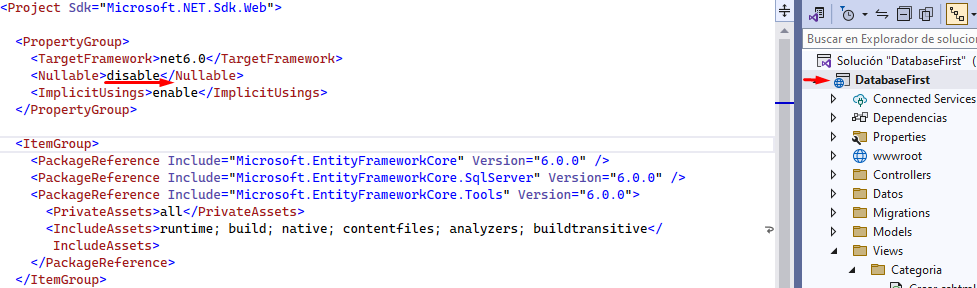 <Project Sdk="Microsoft.NET.Sdk.Web">
<PropertyGroup>
<TargetFramework>net6.0</TargetFramework>
<Nullable>disable</Nullable>
<ImplicitUsings>enable</ImplicitUsings>
</PropertyGroup>
<ItemGroup>
<PackageReference Include="Microsoft.EntityFrameworkCore" Version="6.0.0" />
<PackageReference Include="Microsoft.EntityFrameworkCore.SqlServer" Version="6.0.0" />
<PackageReference Include="Microsoft.EntityFrameworkCore.Tools" Version="6.0.0">
<PrivateAssets>all</PrivateAssets>
<IncludeAssets>runtime; build; native; contentfiles; analyzers; buildtransitive</
IncludeAssets>
</PackageReference>
</ItemGroup>
Buscar en Explorador de solucio
Solución "DatabaseFirst" (
DatabaseFirst
Connected Services
Dependencias
Properties
wwwroot
Controllers
Datos
Migrations
Models
Views
Categoria